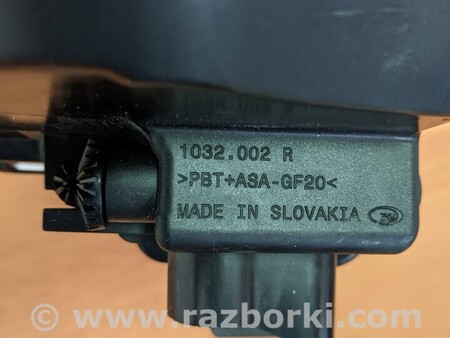 1032.002 R
>PBT+ASA-GF20<
MADE IN SLOVAKIA
© www.razborki.com